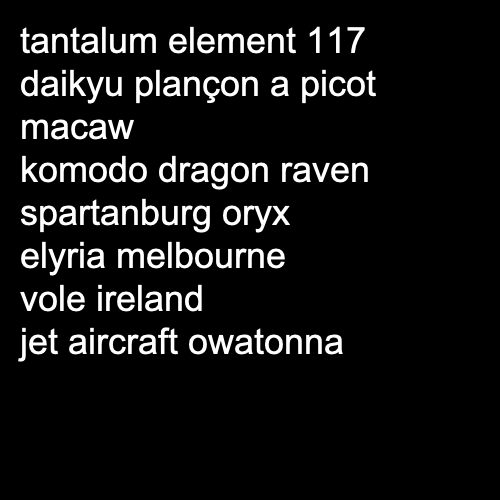 tantalum element 117
daikyu plançon a picot
macaw
komodo dragon raven
spartanburg oryx
elyria melbourne
vole ireland
jet aircraft owatonna